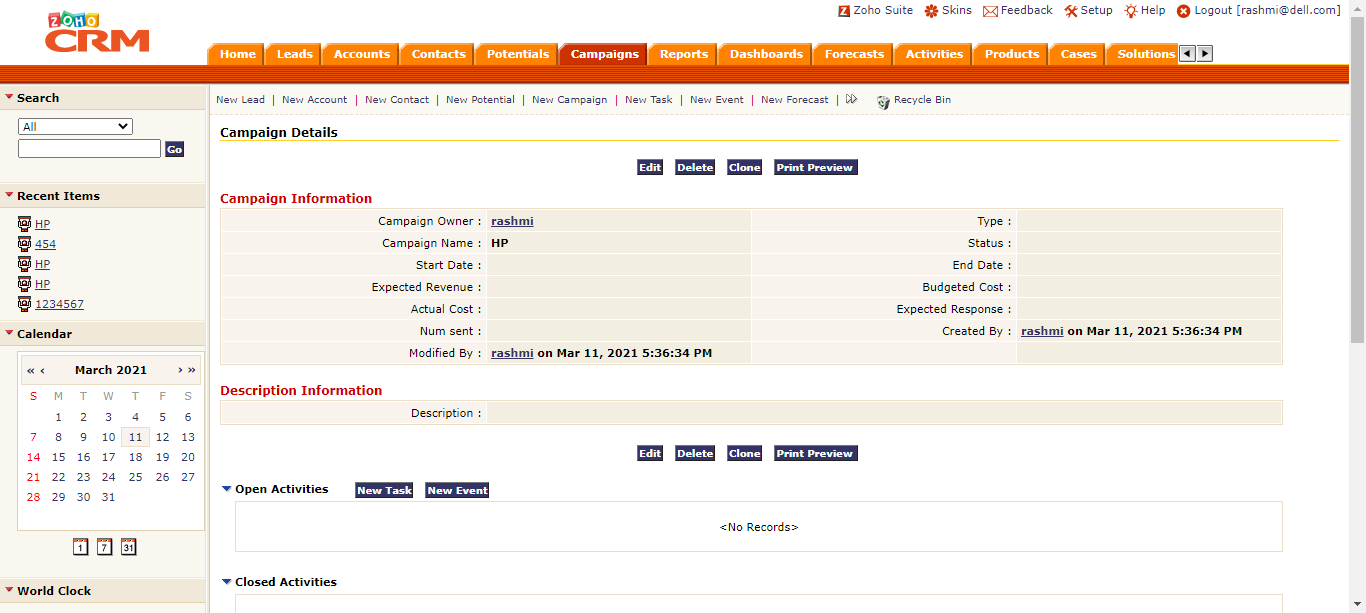 Zoho Suite Skins Feedback Setup Help Logout [rashmi@dell.com]
ZOHO
CRM
Home Leads Accounts Contacts Potentials Campaigns Reports Dashboards Forecasts Activities Products Cases Solutions
New Lead | New Account | New Contact | New Potential | New Campaign | New Task | New Event | New Forecast | Recycle Bin
Search
All
Go
Recent Items
HP
454
HP
HP
1234567
Calendar
« ‹ March 2021 › »
S M T W T F S
1 2 3 4 5 6
7 8 9 10 11 12 13
14 15 16 17 18 19 20
21 22 23 24 25 26 27
28 29 30 31
1 7 31
World Clock
Campaign Details
Edit Delete Clone Print Preview
Campaign Information
Campaign Owner : rashmi Type :
Campaign Name : HP Status :
Start Date : End Date :
Expected Revenue : Budgeted Cost :
Actual Cost : Expected Response :
Num sent : Created By : rashmi on Mar 11, 2021 5:36:34 PM
Modified By : rashmi on Mar 11, 2021 5:36:34 PM
Description Information
Description :
Edit Delete Clone Print Preview
Open Activities New Task New Event
<No Records>
Closed Activities